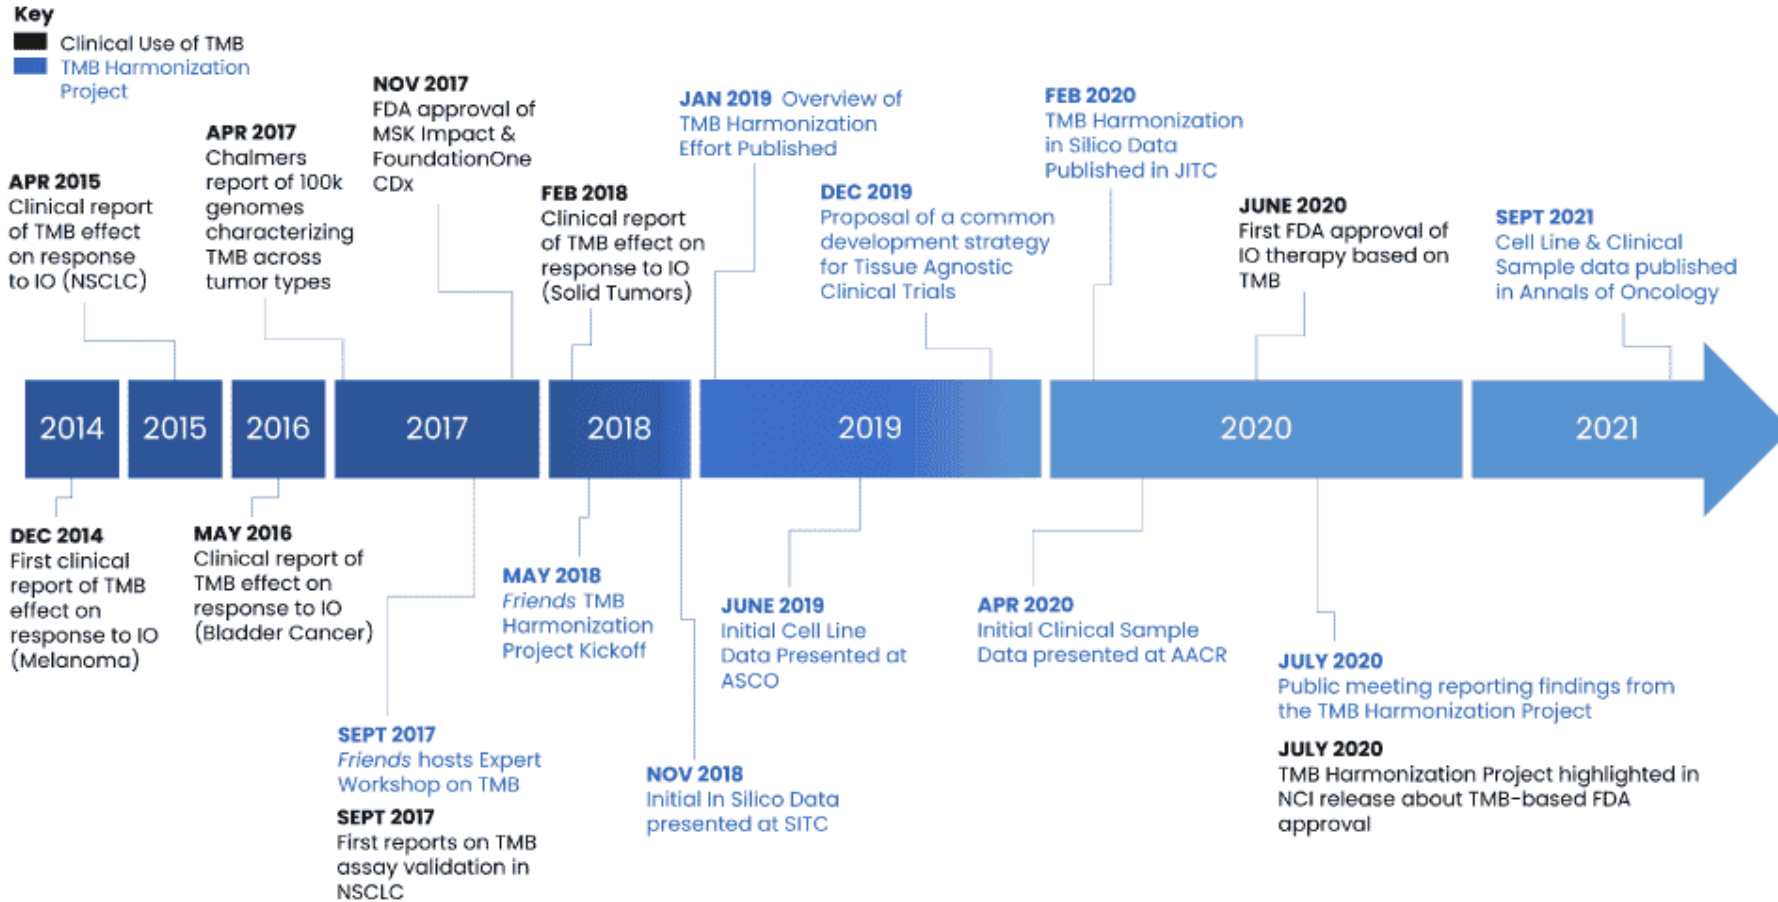 Key
Clinical Use of TMB
TMB Harmonization
Project
APR 2015
Clinical report
of TMB effect
on response
to IO (NSCLC)
APR 2017
Chalmers
report of 100k
genomes
characterizing
TMB across
tumor types
NOV 2017
FDA approval of
MSK Impact &
FoundationOne
CDx
FEB 2018
Clinical report
of TMB effect on
response to IO
(Solid Tumors)
JAN 2019 Overview of
TMB Harmonization
Effort Published
DEC 2019
Proposal of a common
development strategy
for Tissue Agnostic
Clinical Trials
FEB 2020
TMB Harmonization
in Silico Data
Published in JITC
JUNE 2020
First FDA approval of
IO therapy based on
TMB
SEPT 2021
Cell Line & Clinical
Sample data published
in Annals of Oncology
2014
2015
2016
2017
2018
2019
2020
2021
DEC 2014
First clinical
report of TMB
effect on
response to IO
(Melanoma)
MAY 2016
Clinical report of
TMB effect on
response to IO
(Bladder Cancer)
SEPT 2017
Friends hosts Expert
Workshop on TMB
SEPT 2017
First reports on TMB
assay validation in
NSCLC
MAY 2018
Friends TMB
Harmonization
Project Kickoff
NOV 2018
Initial In Silico Data
presented at SITC
JUNE 2019
Initial Cell Line
Data Presented at
ASCO
APR 2020
Initial Clinical Sample
Data presented at AACR
JULY 2020
Public meeting reporting findings from
the TMB Harmonization Project
JULY 2020
TMB Harmonization Project highlighted in
NCI release about TMB-based FDA
approval